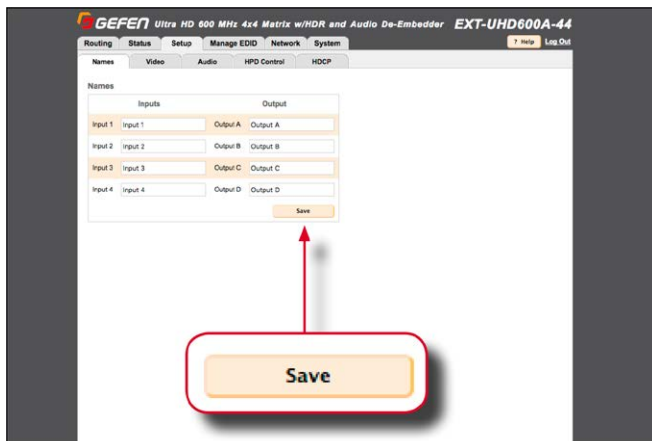 GEFEN Ultra HD 600 MHz 4x4 Matrix w/HDR and Audio De-Embedder EXT-UHD600A-44
Routing Status Setup Manage EDID Network System ? Help Log Out
Names Video Audio HPD Control HDCP
Names
Inputs Output
Input 1 Input 1 Output A Output A
Input 2 Input 2 Output B Output B
Input 3 Input 3 Output C Output C
Input 4 Input 4 Output D Output D
Save
Save